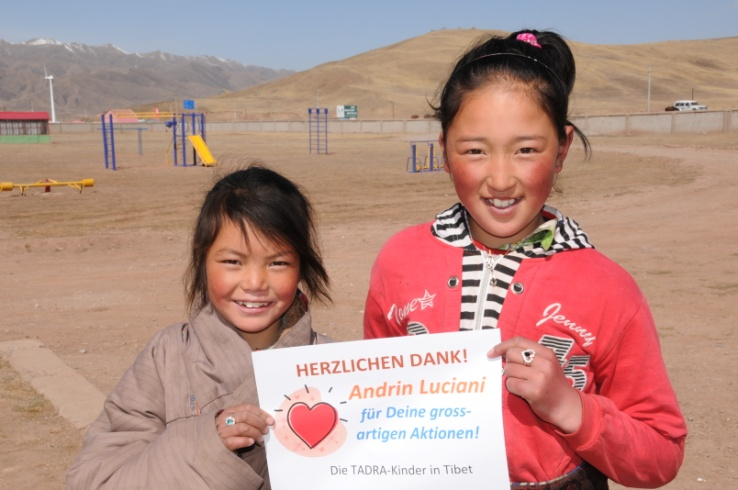 Jenny
HERZLICHEN DANK!
Andrin Luciani
für Deine gross-
artigen Aktionen!
Die TADRA-Kinder in Tibet